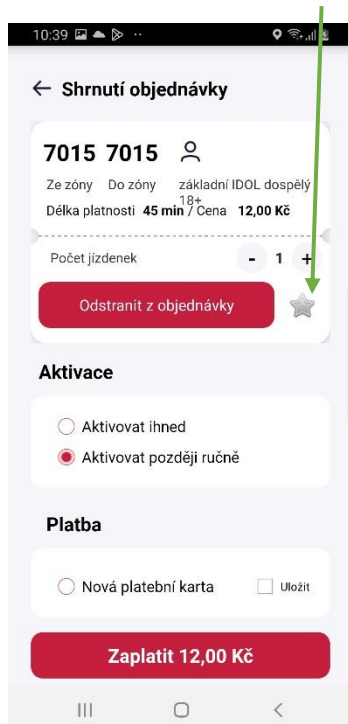 10:39
Shrnutí objednávky
7015 7015
Ze zóny Do zóny základní IDOL dospělý 18+
Délka platnosti 45 min / Cena 12,00 Kč
Počet jízdenek - 1 +
Odstranit z objednávky
Aktivace
Aktivovat ihned
Aktivovat později ručně
Platba
Nová platební karta Uložit
Zaplatit 12,00 Kč